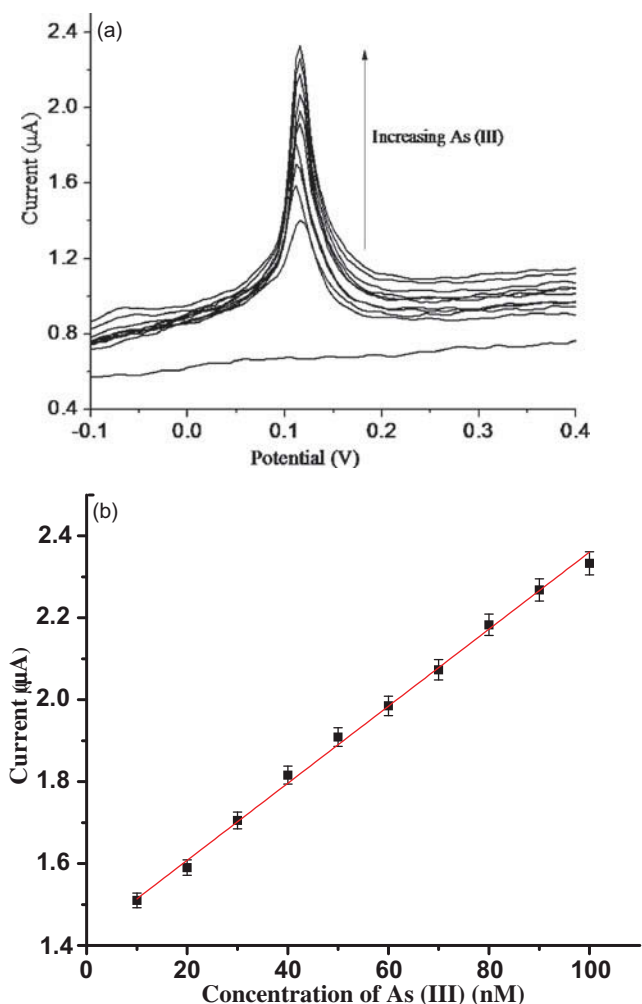 (a)
2.4
2.0
1.6
1.2
0.8
0.4
Current (µA)
Increasing As (III)
-0.1 0.0 0.1 0.2 0.3 0.4
Potential (V)
(b)
2.4
2.2
2.0
1.8
1.6
1.4
Current (µA)
0 20 40 60 80 100
Concentration of As (III) (nM)